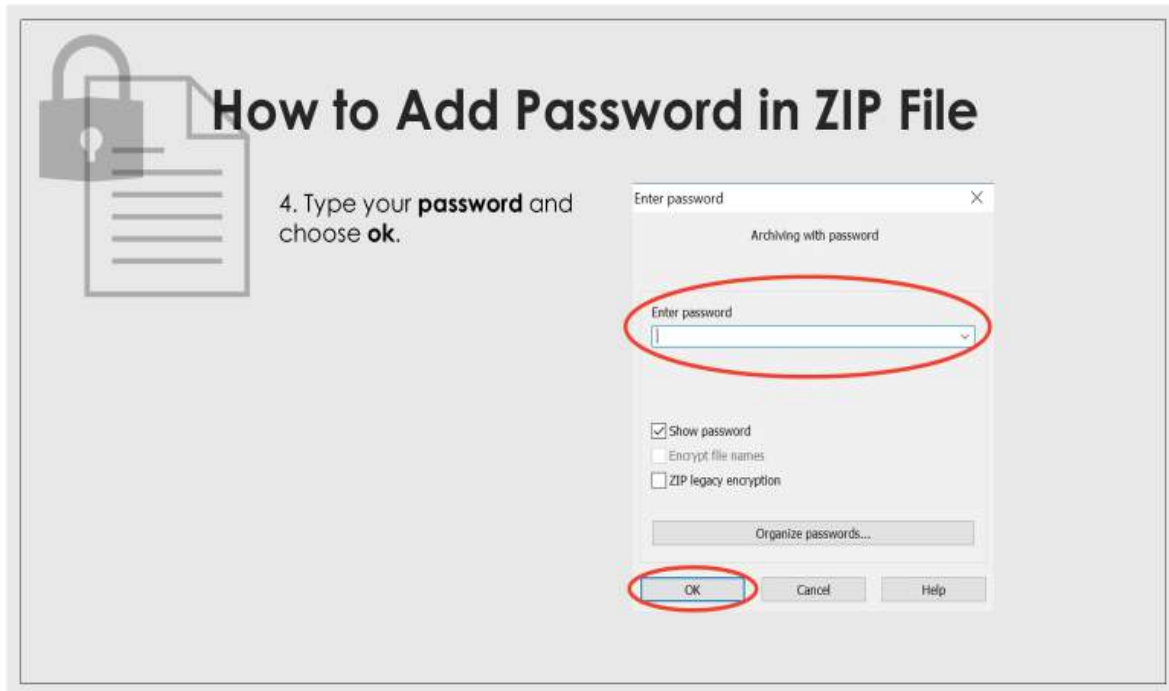 How to Add Password in ZIP File
4. Type your password and
choose ok.
Enter password
Archiving with password
Enter password
Show password
Encrypt file names
ZIP legacy encryption
Organize passwords...
OK Cancel Help